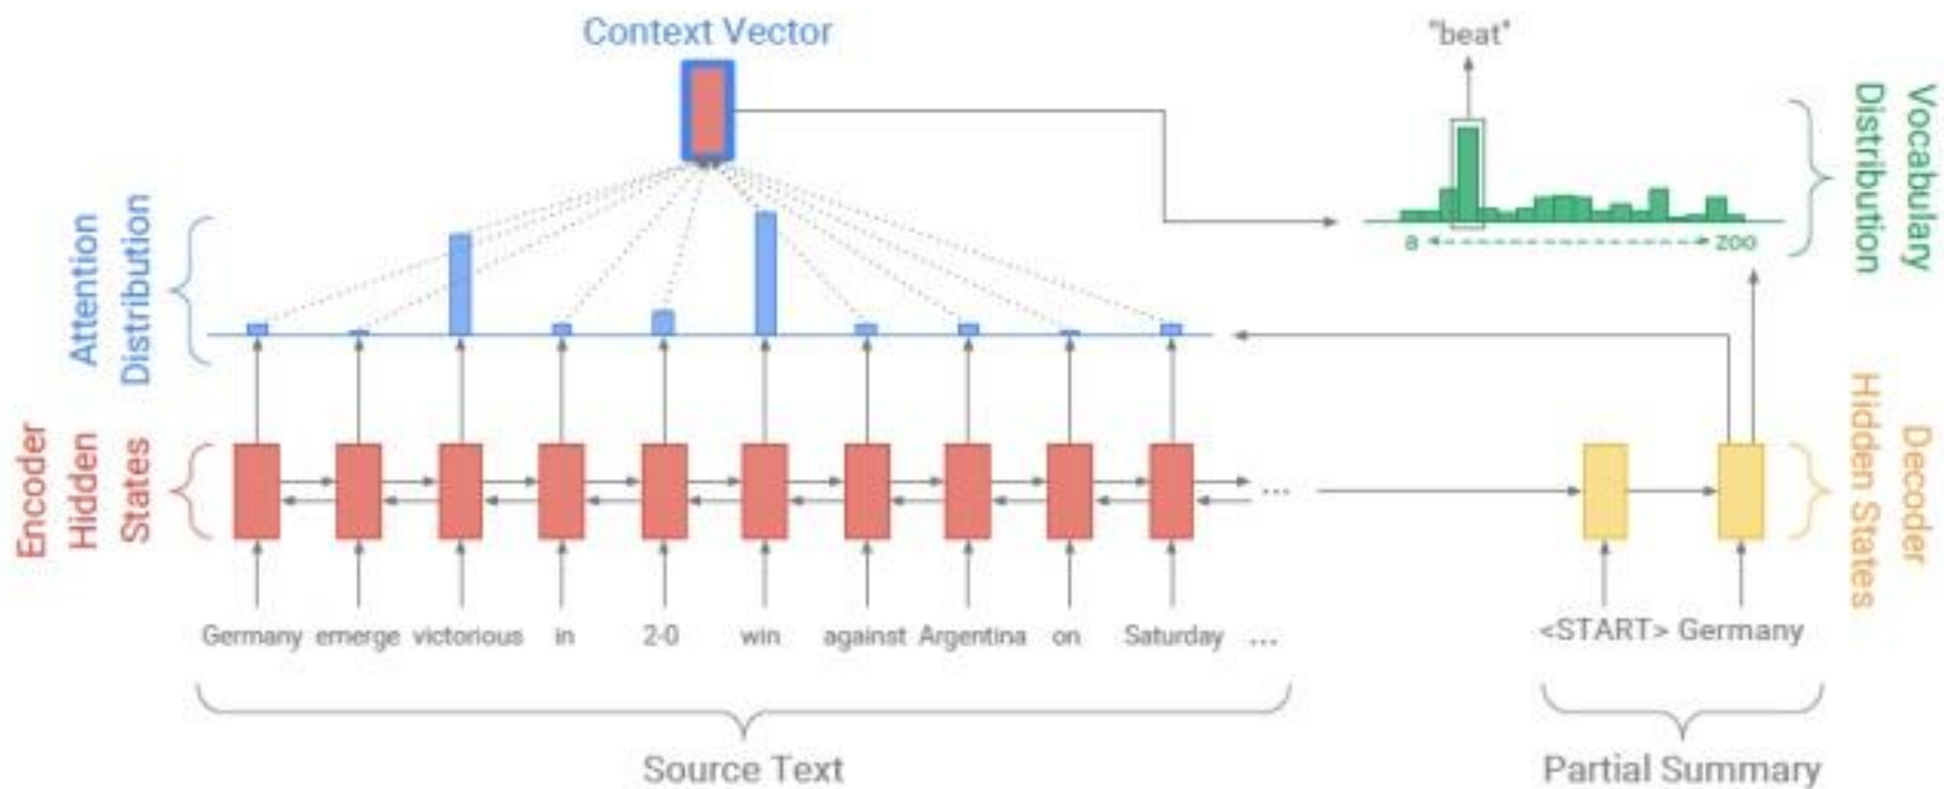 Context Vector
"beat"
Attention
Distribution
Vocabulary
Distribution
a
zoo
Encoder
Hidden
States
Decoder
Hidden States
...
Germany emerge victorious in 2-0 win against Argentina on Saturday ...
<START> Germany
Source Text
Partial Summary